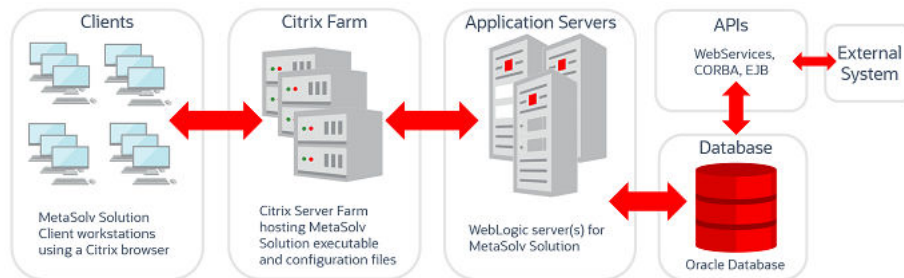 Clients
MetaSolv Solution
Client workstations
using a Citrix browser
Citrix Farm
Citrix Server Farm
hosting MetaSolv
Solution executable
and configuration files
Application Servers
WebLogic server(s) for
MetaSolv Solution
APIs
WebServices,
CORBA, EJB
External
System
Database
Oracle Database